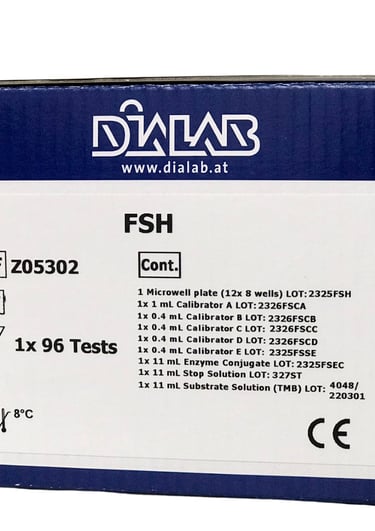 DIALAB
www.dialab.at
FSH
Z05302
Cont.
1 Microwell plate (12x 8 wells) LOT: 2325FSH
1x 1 mL Calibrator A LOT: 2326FSCA
1x 0.4 mL Calibrator B LOT: 2326FSCB
1x 0.4 mL Calibrator C LOT: 2326FSCC
1x 0.4 mL Calibrator D LOT: 2326FSCD
1x 0.4 mL Calibrator E LOT: 2325FSSE
1x 11 mL Enzyme Conjugate LOT: 2325FSEC
1x 11 mL Stop Solution LOT: 327ST
1x 11 mL Substrate Solution (TMB) LOT: 4048/
220301
1x 96 Tests
8°C
CE